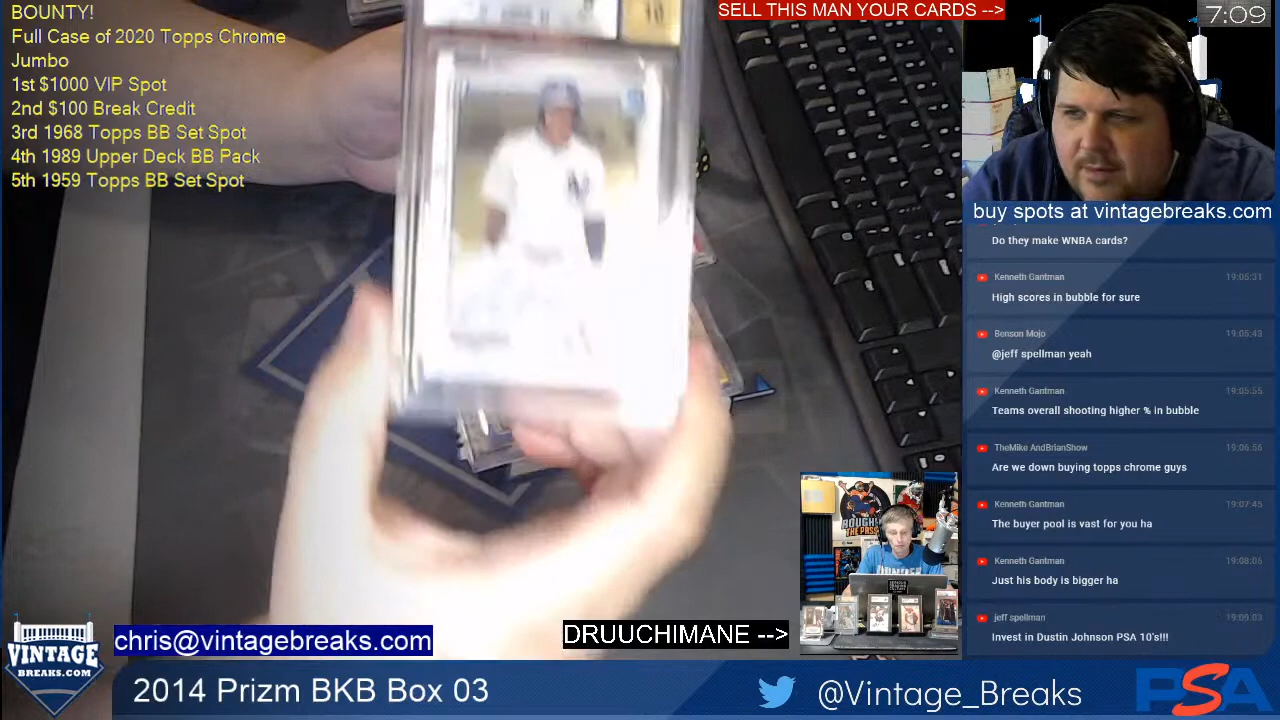 BOUNTY!
Full Case of 2020 Topps Chrome
Jumbo
1st $1000 VIP Spot
2nd $100 Break Credit
3rd 1968 Topps BB Set Spot
4th 1989 Upper Deck BB Pack
5th 1959 Topps BB Set Spot
10
SELL THIS MAN YOUR CARDS -->
7:09
buy spots at vintagebreaks.com
Do they make WNBA cards?
Kenneth Gantman 19:05:31
High scores in bubble for sure
Benson Mojo 19:05:43
@jeff spellman yeah
Kenneth Gantman 19:05:55
Teams overall shooting higher % in bubble
TheMike AndBrianShow 19:06:56
Are we down buying topps chrome guys
Kenneth Gantman 19:07:45
The buyer pool is vast for you ha
Kenneth Gantman 19:08:06
Just his body is bigger ha
jeff spellman 19:09:03
Invest in Dustin Johnson PSA 10's!!!
ROUGHING
THE PASS
VINTAGE
BREAKS.COM
chris@vintagebreaks.com
DRUUCHIMANE -->
2014 Prizm BKB Box 03
@Vintage_Breaks
PSA